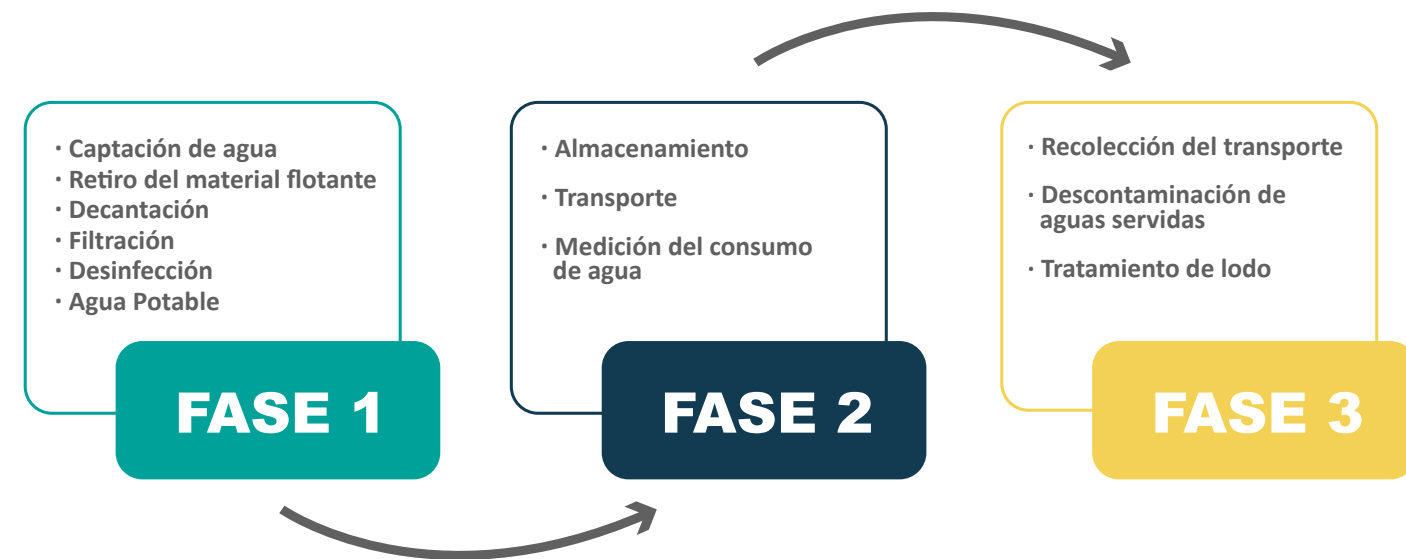 · Captación de agua
· Retiro del material flotante
· Decantación
· Filtración
· Desinfección
· Agua Potable
FASE 1
· Almacenamiento
· Transporte
· Medición del consumo
de agua
FASE 2
· Recolección del transporte
· Descontaminación de
aguas servidas
· Tratamiento de lodo
FASE 3